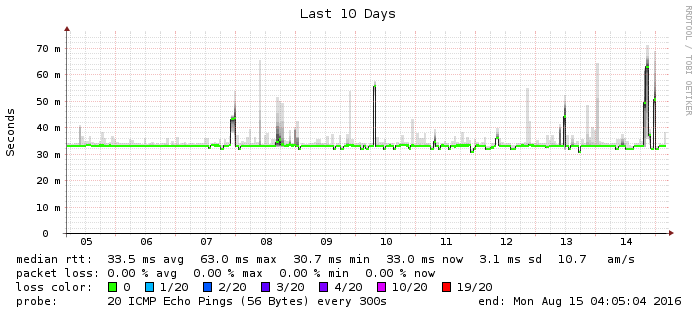 Last 10 Days
RRDTOOL / TOBI OETIKER
Seconds
70 m
60 m
50 m
40 m
30 m
20 m
10 m
0
05 06 07 08 09 10 11 12 13 14
median rtt: 33.5 ms avg 63.0 ms max 30.7 ms min 33.0 ms now 3.1 ms sd 10.7 am/s
packet loss: 0.00 % avg 0.00 % max 0.00 % min 0.00 % now
loss color: 0 1/20 2/20 3/20 4/20 10/20 19/20
probe: 20 ICMP Echo Pings (56 Bytes) every 300s end: Mon Aug 15 04:05:04 2016